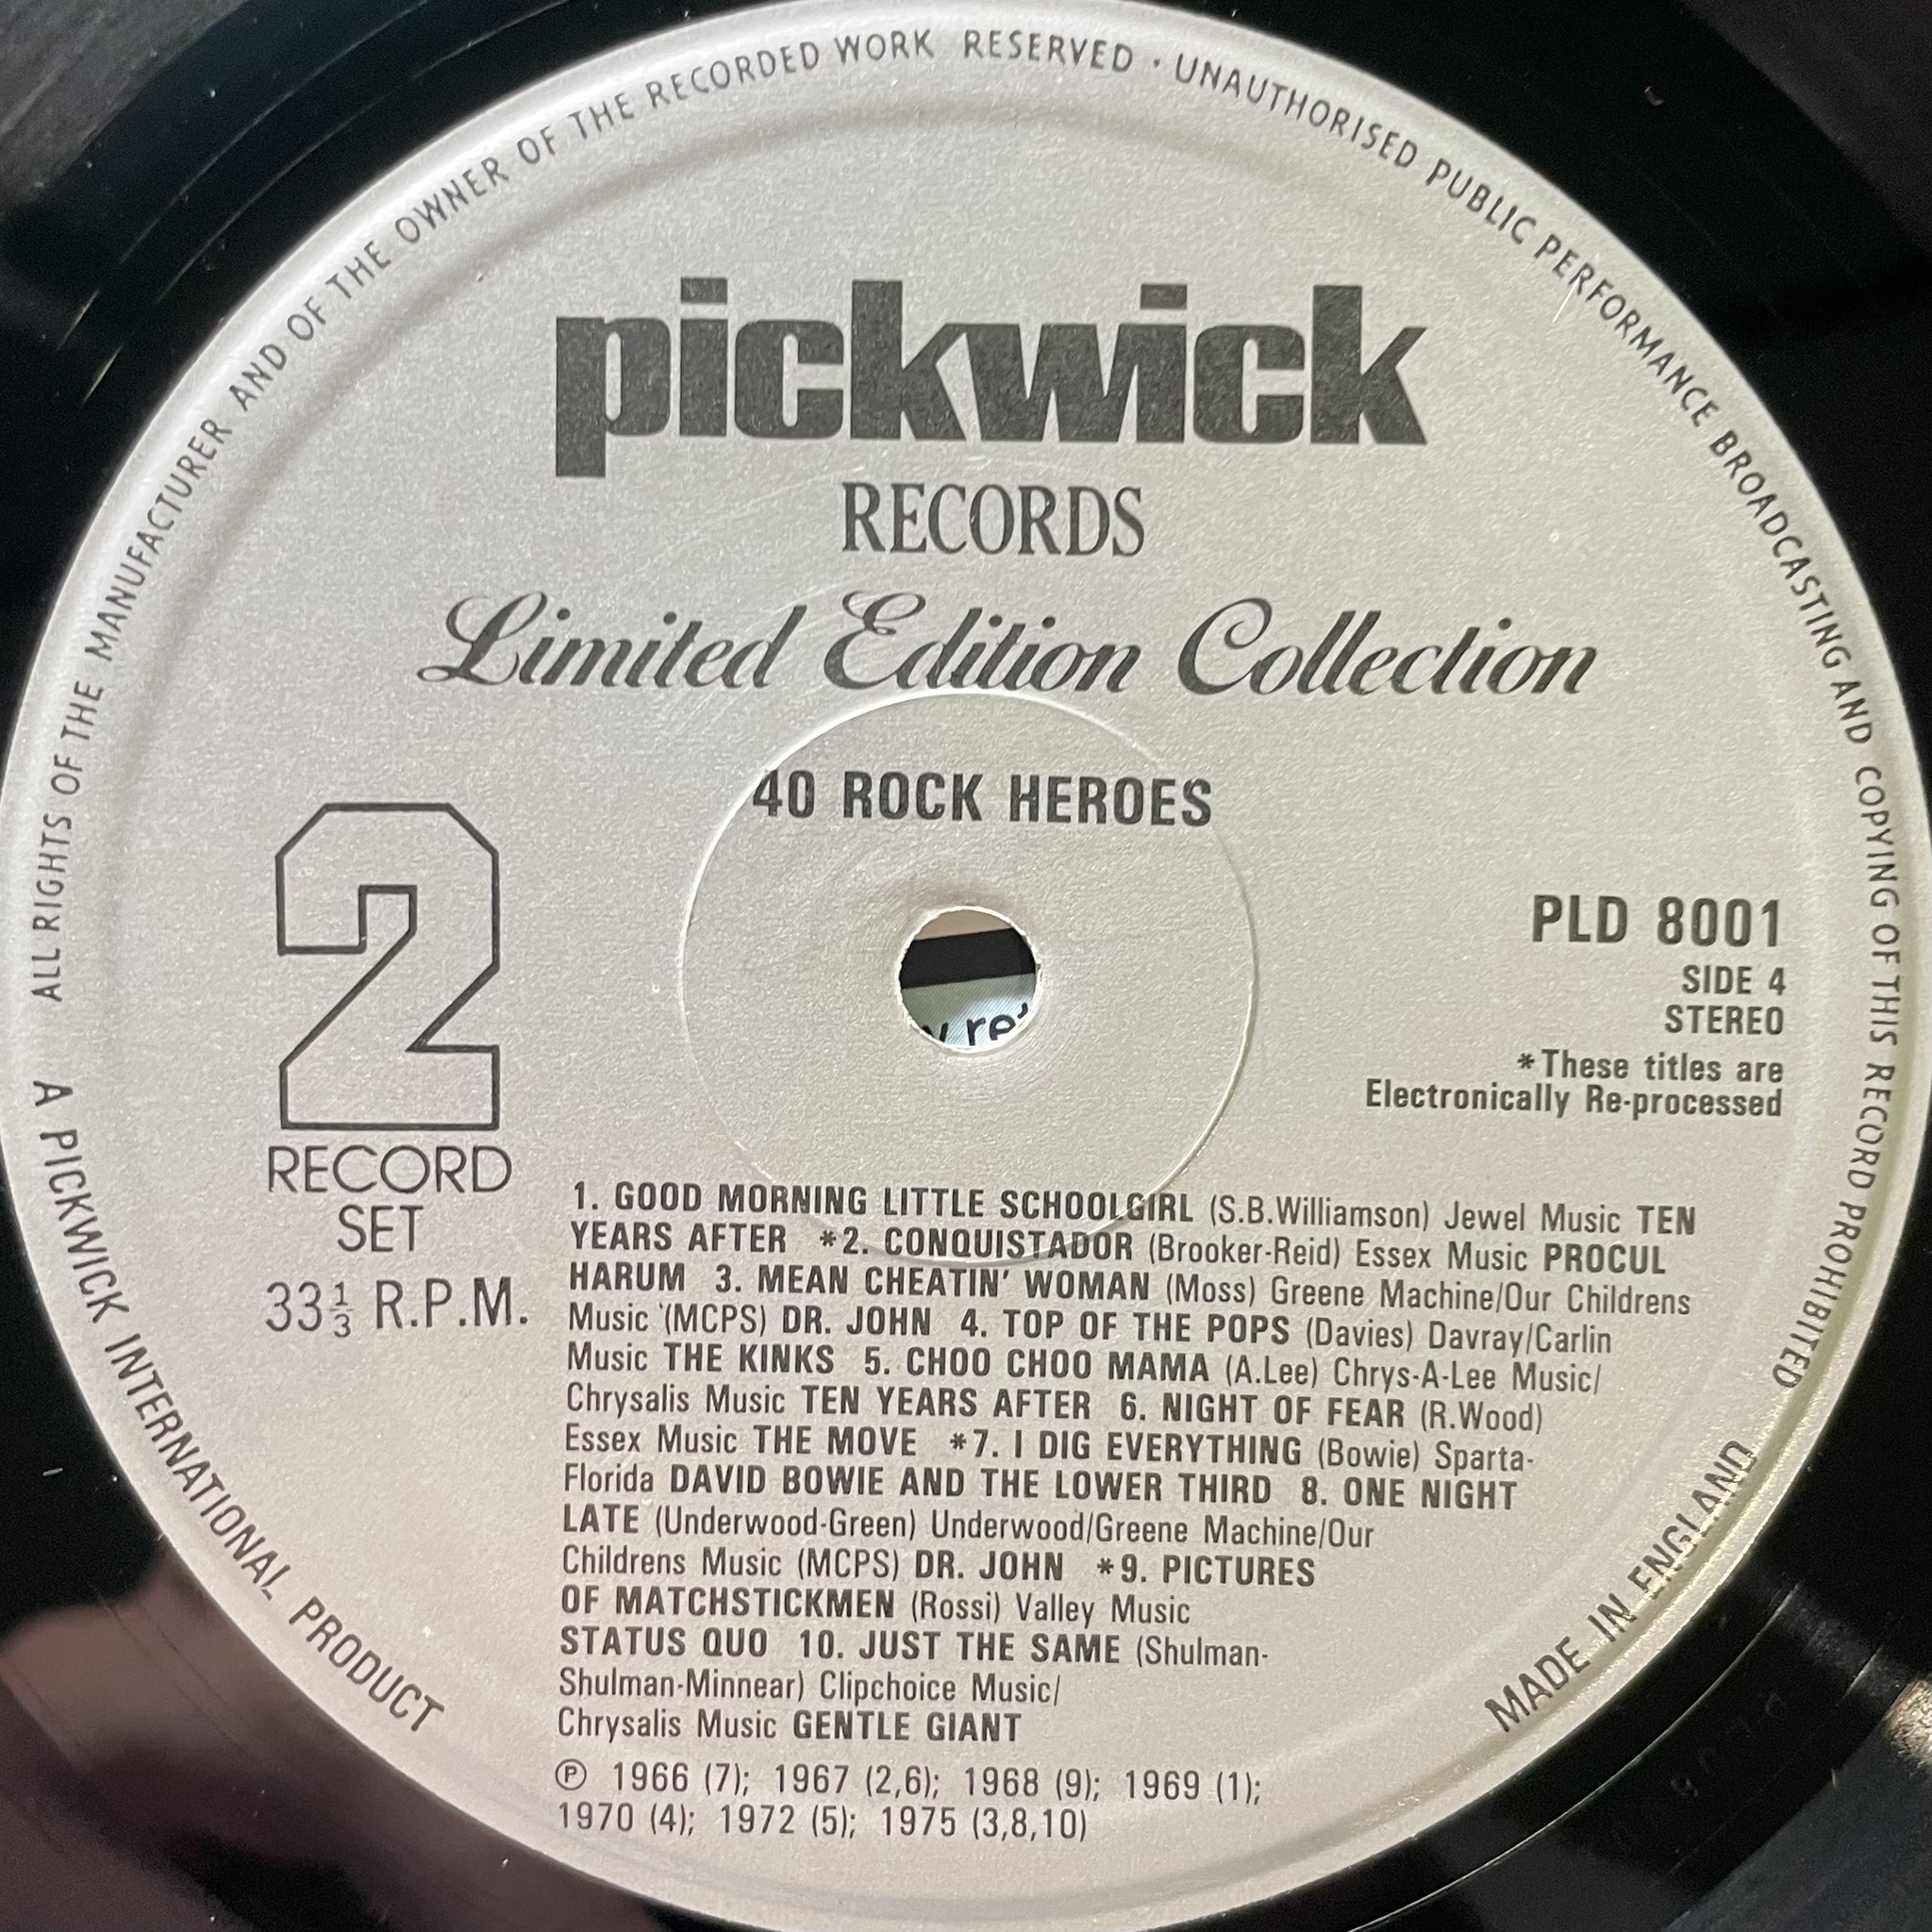 ALL RIGHTS OF THE MANUFACTURER AND OF THE OWNER OF THE RECORDED WORK RESERVED · UNAUTHORISED PUBLIC PERFORMANCE BROADCASTING AND COPYING OF THIS RECORD PROHIBITED
pickwick
RECORDS
Limited Edition Collection
40 ROCK HEROES
2
RECORD
SET
33⅓ R.P.M.
PLD 8001
SIDE 4
STEREO
*These titles are
Electronically Re-processed
1. GOOD MORNING LITTLE SCHOOLGIRL (S.B.Williamson) Jewel Music TEN
YEARS AFTER *2. CONQUISTADOR (Brooker-Reid) Essex Music PROCUL
HARUM 3. MEAN CHEATIN' WOMAN (Moss) Greene Machine/Our Childrens
Music (MCPS) DR. JOHN 4. TOP OF THE POPS (Davies) Davray/Carlin
Music THE KINKS 5. CHOO CHOO MAMA (A.Lee) Chrys-A-Lee Music/
Chrysalis Music TEN YEARS AFTER 6. NIGHT OF FEAR (R.Wood)
Essex Music THE MOVE *7. I DIG EVERYTHING (Bowie) Sparta-
Florida DAVID BOWIE AND THE LOWER THIRD 8. ONE NIGHT
LATE (Underwood-Green) Underwood/Greene Machine/Our
Childrens Music (MCPS) DR. JOHN *9. PICTURES
OF MATCHSTICKMEN (Rossi) Valley Music
STATUS QUO 10. JUST THE SAME (Shulman-
Shulman-Minnear) Clipchoice Music/
Chrysalis Music GENTLE GIANT
℗ 1966 (7); 1967 (2,6); 1968 (9); 1969 (1);
1970 (4); 1972 (5); 1975 (3,8,10)
A PICKWICK INTERNATIONAL PRODUCT
MADE IN ENGLAND